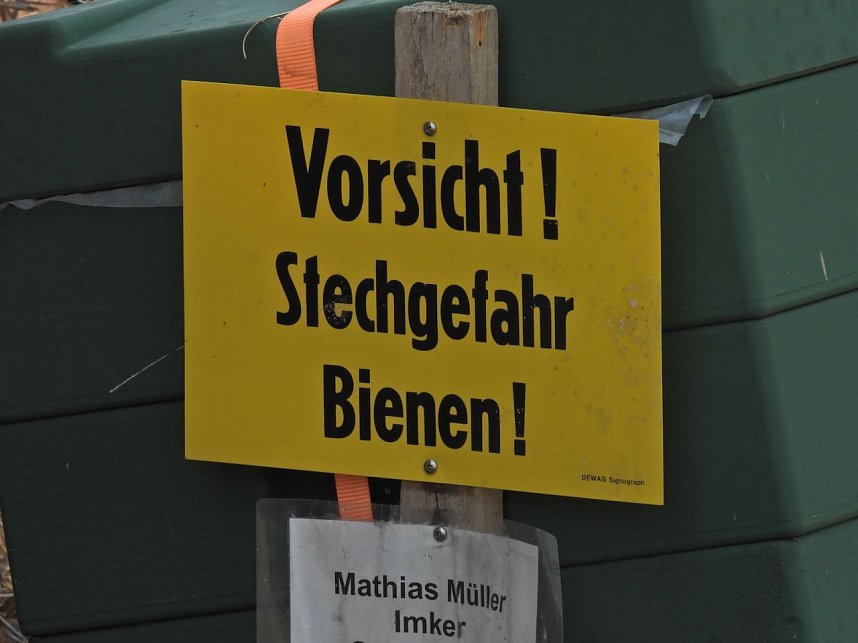 Vorsicht !
Stechgefahr
Bienen !
DEWAG Signograph
Mathias Müller
Imker